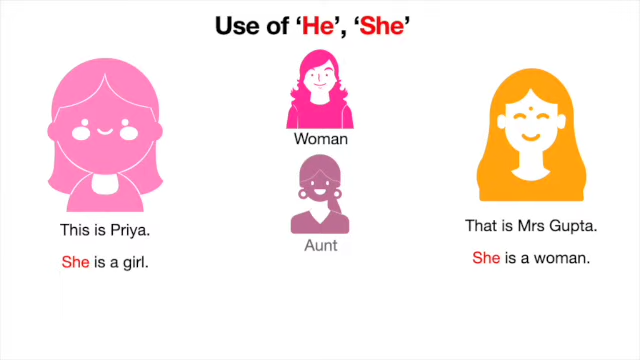 Use of ‘He’, ‘She’
This is Priya.
She is a girl.
Woman
Aunt
That is Mrs Gupta.
She is a woman.